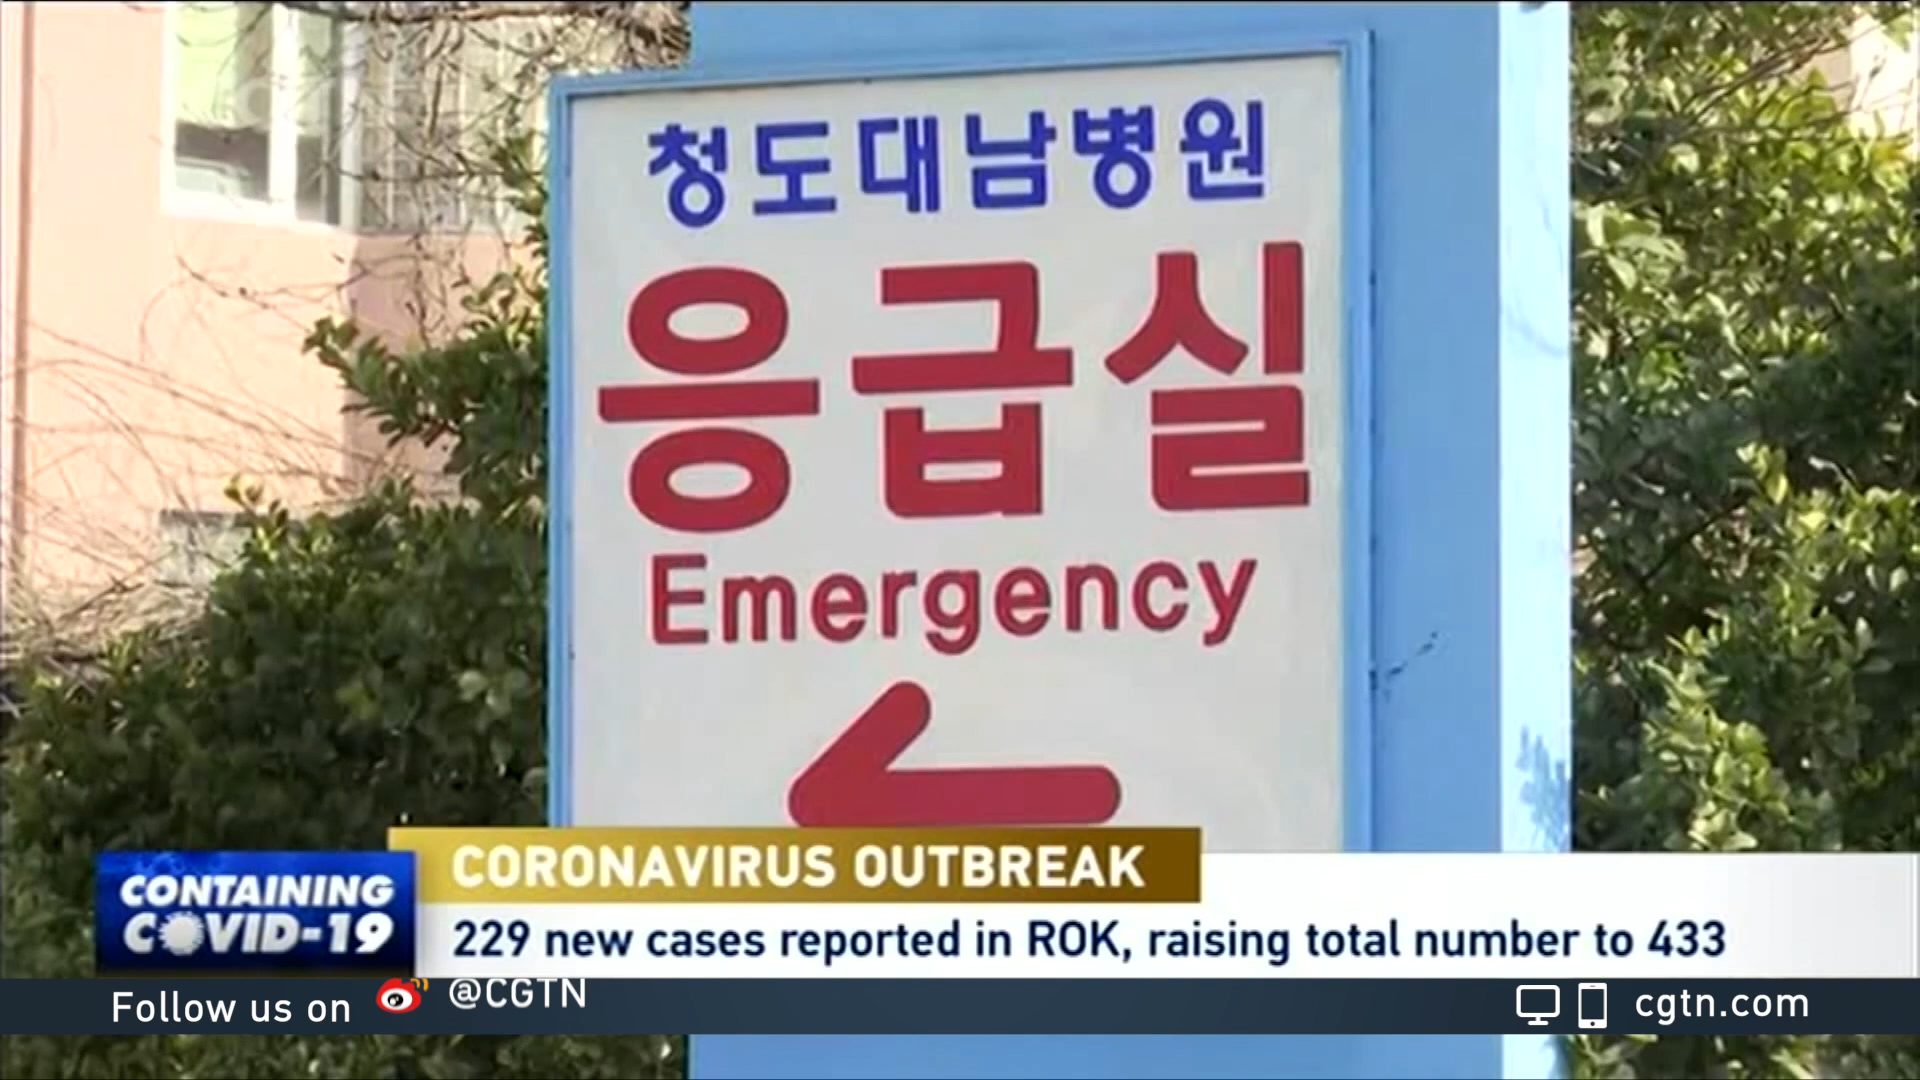 청도대남병원
응급실
Emergency
CORONAVIRUS OUTBREAK
CONTAINING
COVID-19
229 new cases reported in ROK, raising total number to 433
Follow us on @CGTN
cgtn.com